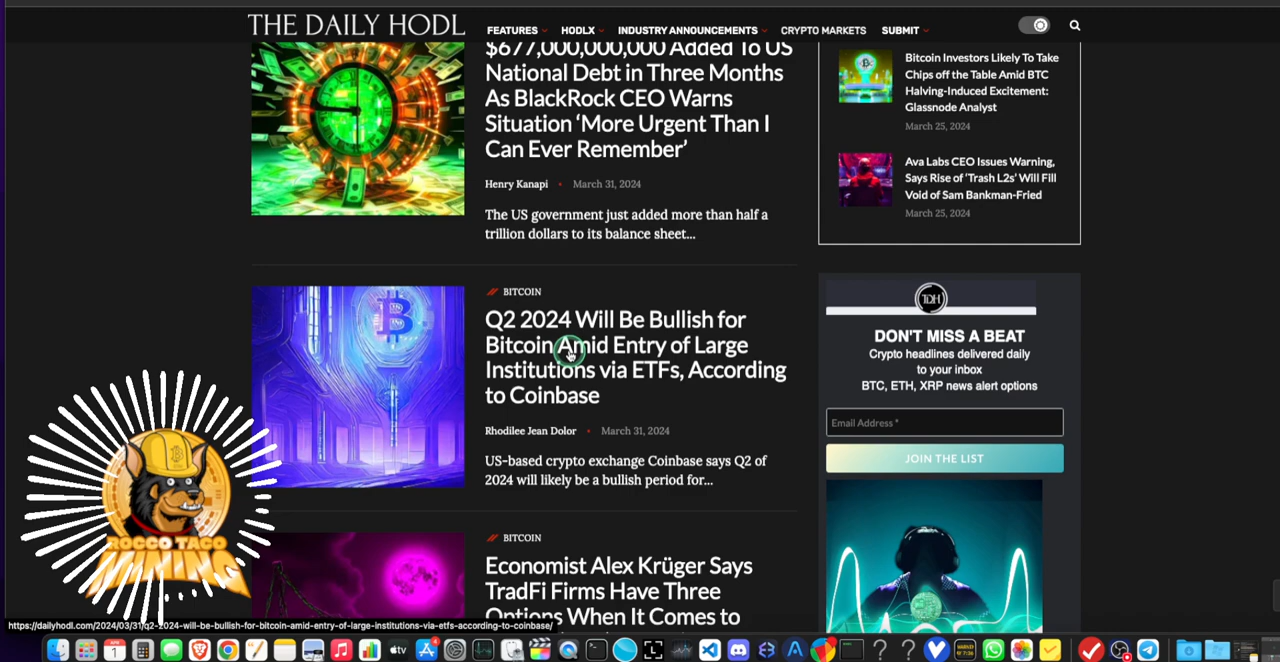 THE DAILY HODL
FEATURES
HODLX
INDUSTRY ANNOUNCEMENTS
CRYPTO MARKETS
SUBMIT
$677,000,000,000 Added To US
National Debt in Three Months
As BlackRock CEO Warns
Situation ‘More Urgent Than I
Can Ever Remember’
Henry Kanapi • March 31, 2024
The US government just added more than half a
trillion dollars to its balance sheet...
BITCOIN
Q2 2024 Will Be Bullish for
Bitcoin Amid Entry of Large
Institutions via ETFs, According
to Coinbase
Rhodilee Jean Dolor • March 31, 2024
US-based crypto exchange Coinbase says Q2 of
2024 will likely be a bullish period for...
BITCOIN
Economist Alex Krüger Says
TradFi Firms Have Three
Options When It Comes to
Bitcoin Investors Likely To Take
Chips off the Table Amid BTC
Halving-Induced Excitement:
Glassnode Analyst
March 25, 2024
Ava Labs CEO Issues Warning,
Says Rise of ‘Trash L2s’ Will Fill
Void of Sam Bankman-Fried
March 25, 2024
TDH
DON'T MISS A BEAT
Crypto headlines delivered daily
to your inbox
BTC, ETH, XRP news alert options
Email Address *
JOIN THE LIST
ROCCO TACO
MINING
https://dailyhodl.com/2024/03/31/q2-2024-will-be-bullish-for-bitcoin-amid-entry-of-large-institutions-via-etfs-according-to-coinbase/
1
tv
4